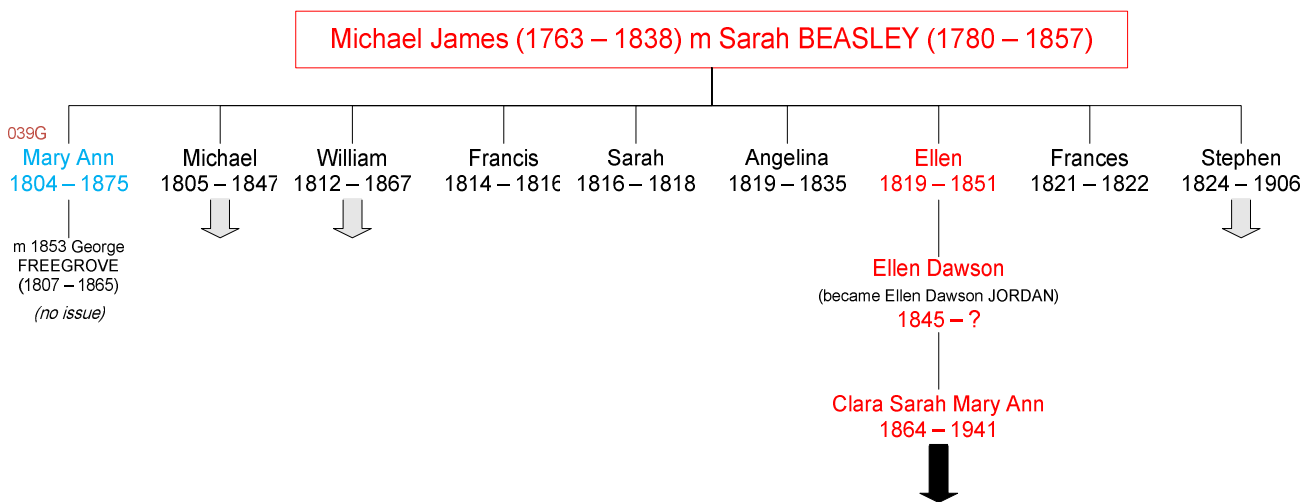 Michael James (1763 – 1838) m Sarah BEASLEY (1780 – 1857)
039G
Mary Ann Michael William Francis Sarah Angelina Ellen Frances Stephen
1804 – 1875 1805 – 1847 1812 – 1867 1814 – 1816 1816 – 1818 1819 – 1835 1819 – 1851 1821 – 1822 1824 – 1906
m 1853 George
FREEGROVE
(1807 – 1865)
(no issue)
Ellen Dawson
(became Ellen Dawson JORDAN)
1845 – ?
Clara Sarah Mary Ann
1864 – 1941